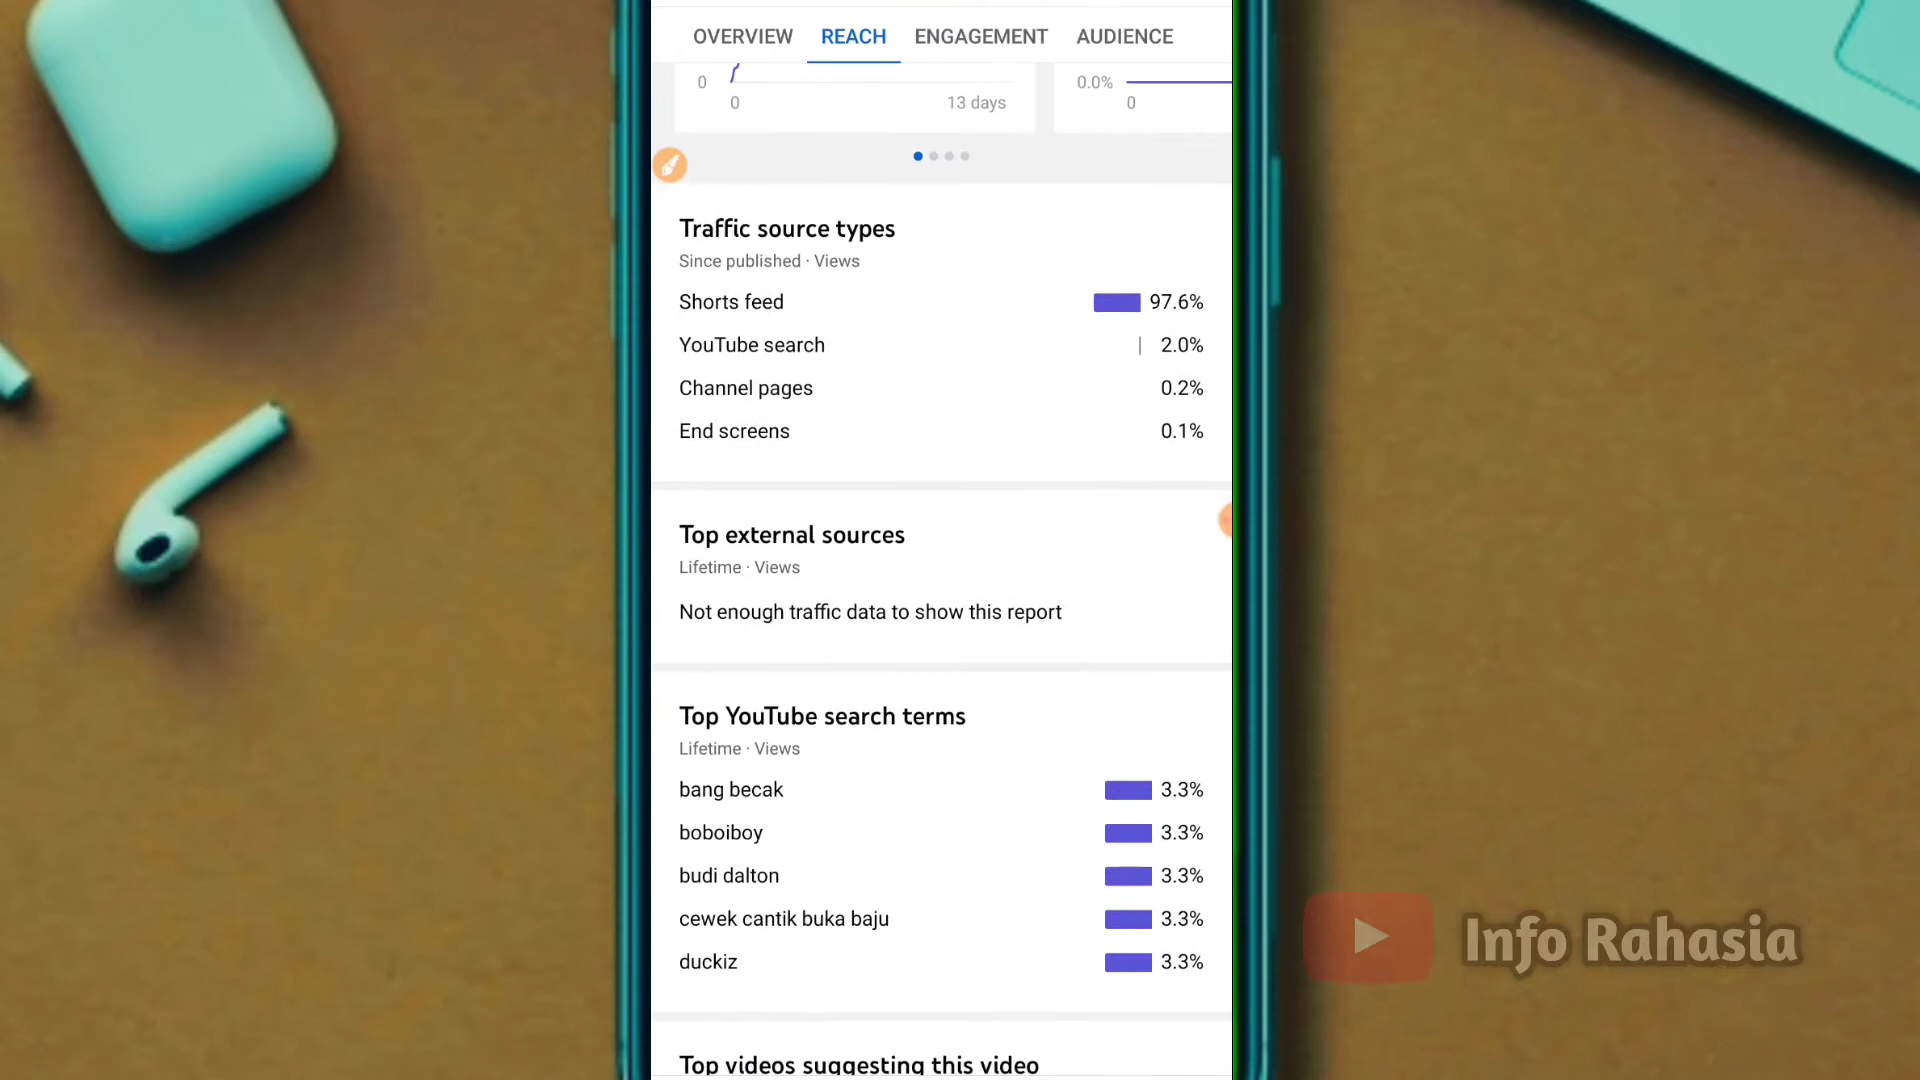 OVERVIEW REACH ENGAGEMENT AUDIENCE
0 0.0%
0 13 days 0
Traffic source types
Since published · Views
Shorts feed 97.6%
YouTube search 2.0%
Channel pages 0.2%
End screens 0.1%
Top external sources
Lifetime · Views
Not enough traffic data to show this report
Top YouTube search terms
Lifetime · Views
bang becak 3.3%
boboiboy 3.3%
budi dalton 3.3%
cewek cantik buka baju 3.3%
duckiz 3.3%
Info Rahasia
Top videos suggesting this video